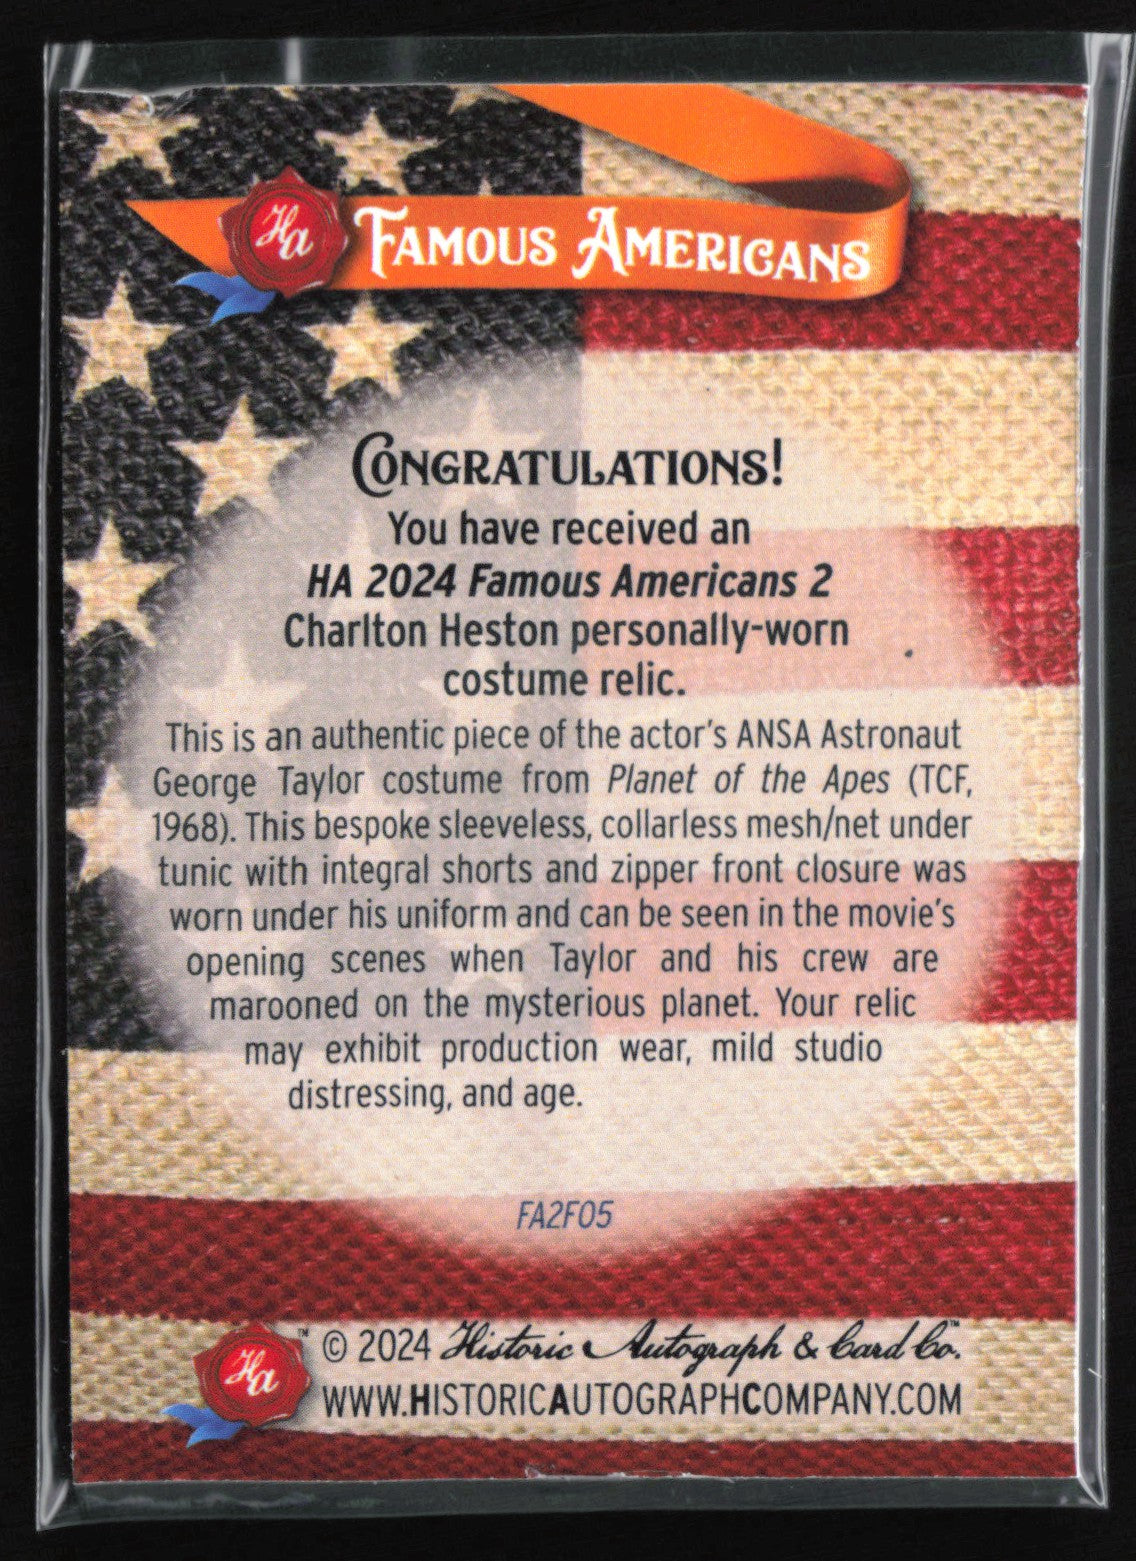 Ha FAMOUS AMERICANS
CONGRATULATIONS!
You have received an
HA 2024 Famous Americans 2
Charlton Heston personally-worn
costume relic.
This is an authentic piece of the actor's ANSA Astronaut
George Taylor costume from Planet of the Apes (TCF,
1968). This bespoke sleeveless, collarless mesh/net under
tunic with integral shorts and zipper front closure was
worn under his uniform and can be seen in the movie's
opening scenes when Taylor and his crew are
marooned on the mysterious planet. Your relic
may exhibit production wear, mild studio
distressing, and age.
FA2F05
Ha ™ © 2024 Historic Autograph & Card Co.™
WWW.HISTORICAUTOGRAPHCOMPANY.COM